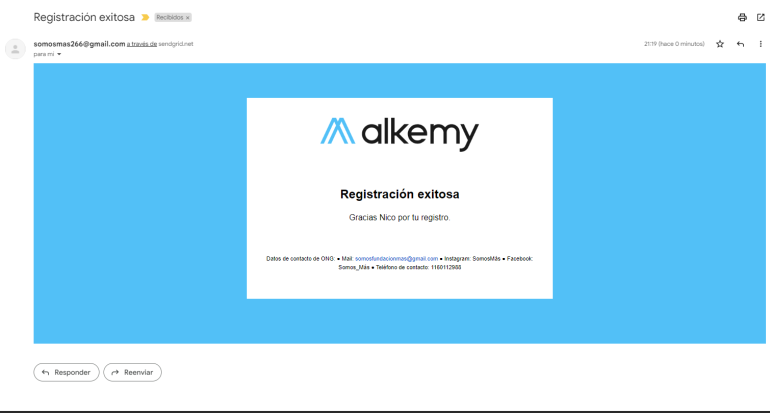 Registración exitosa Recibidos x
somosmas266@gmail.com a través de sendgrid.net 21:19 (hace 0 minutos)
para mí
alkemy
Registración exitosa
Gracias Nico por tu registro.
Datos de contacto de ONG: • Mail: somosfundacionmas@gmail.com • Instagram: SomosMás • Facebook:
Somos_Más • Teléfono de contacto: 1160112988
Responder Reenviar